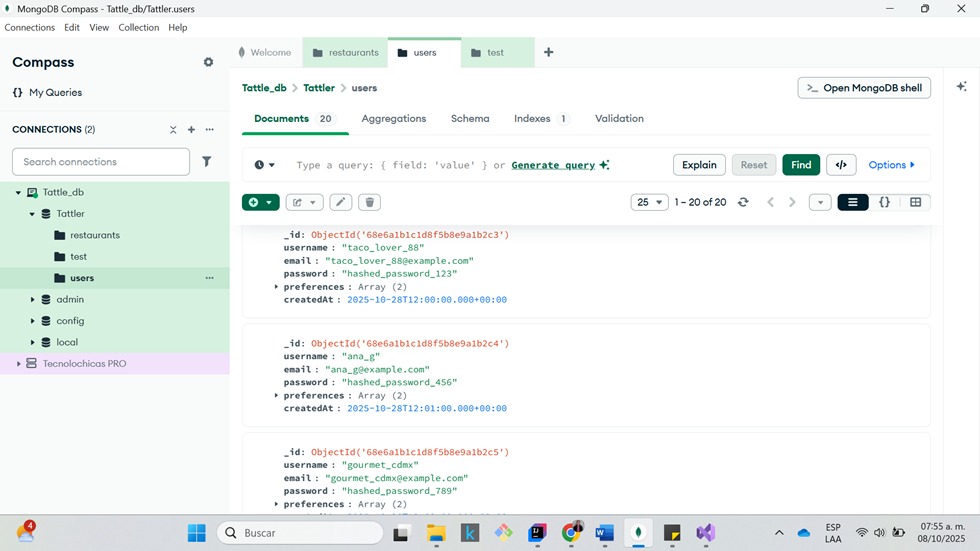 MongoDB Compass - Tattle_db/Tattler.users
Connections Edit View Collection Help
Compass
{} My Queries
CONNECTIONS (2)
Search connections
Tattle_db
Tattler
restaurants
test
users
admin
config
local
Tecnolochicas PRO
Welcome restaurants users test
Tattle_db > Tattler > users
>_ Open MongoDB shell
Documents 20 Aggregations Schema Indexes 1 Validation
Type a query: { field: 'value' } or Generate query
Explain Reset Find </> Options
25 1 – 20 of 20 {}
_id: ObjectId('68e6a1b1c1d8f5b8e9a1b2c3')
username : "taco_lover_88"
email : "taco_lover_88@example.com"
password : "hashed_password_123"
preferences : Array (2)
createdAt : 2025-10-28T12:00:00.000+00:00
_id: ObjectId('68e6a1b1c1d8f5b8e9a1b2c4')
username : "ana_g"
email : "ana_g@example.com"
password : "hashed_password_456"
preferences : Array (2)
createdAt : 2025-10-28T12:01:00.000+00:00
_id: ObjectId('68e6a1b1c1d8f5b8e9a1b2c5')
username : "gourmet_cdmx"
email : "gourmet_cdmx@example.com"
password : "hashed_password_789"
preferences : Array (2)
4
Buscar
ESP
LAA
07:55 a. m.
08/10/2025